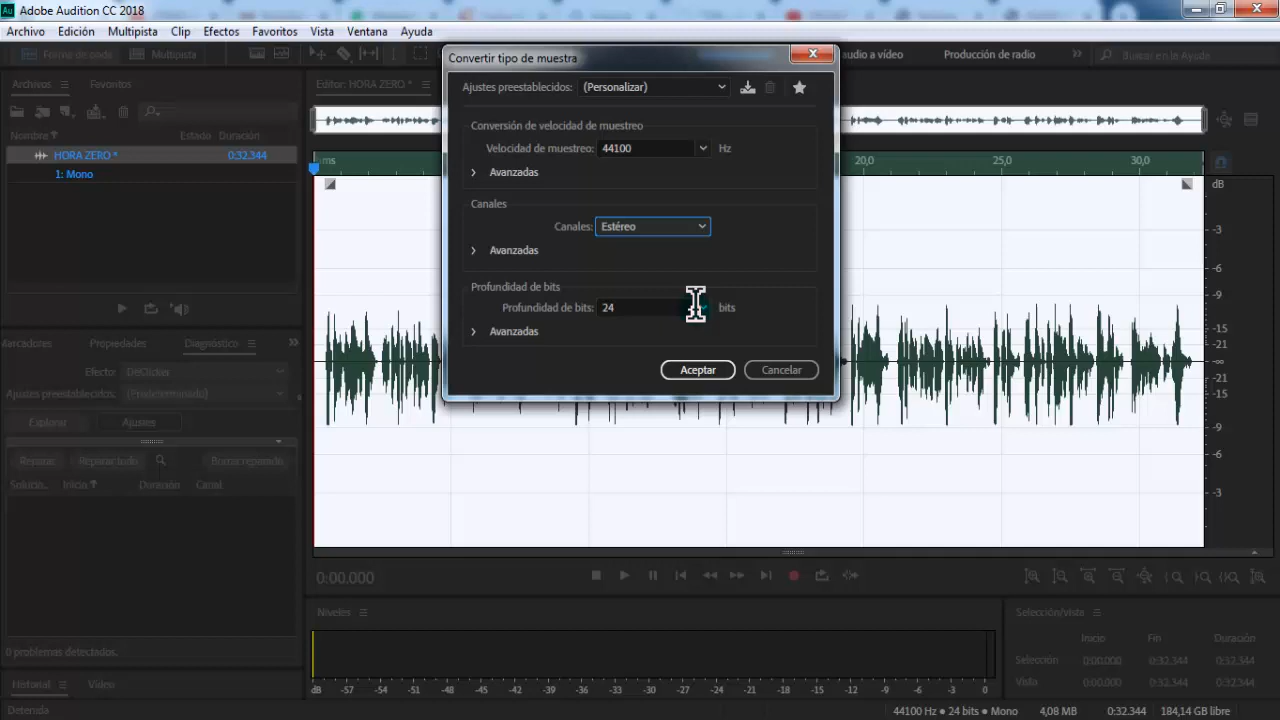 Au Adobe Audition CC 2018
Archivo Edición Multipista Clip Efectos Favoritos Vista Ventana Ayuda
Forma de onda Multipista audio a vídeo Producción de radio » Buscar en la Ayuda
Convertir tipo de muestra
Ajustes preestablecidos: (Personalizar)
Conversión de velocidad de muestreo
Velocidad de muestreo: 44100 Hz
Avanzadas
Canales
Canales: Estéreo
Avanzadas
Profundidad de bits
Profundidad de bits: 24 bits
Avanzadas
Aceptar Cancelar
Archivos Favoritos
Nombre Estado Duración
HORA ZERO * 0:32.344
1: Mono
Editor: HORA ZERO *
ms 20,0 25,0 30,0
dB
-3
-6
-9
-15
-21
-∞
-21
-15
-9
-6
-3
Marcadores Propiedades Diagnóstico »
Efecto: DeClicker
Ajustes preestablecidos: (Predeterminado)
Explorar Ajustes
Reparar Reparar todo Borrar reparado
Solucio... Inicio Duración Canal
0 problemas detectados.
Historial Vídeo
Detenida
0:00.000
Niveles
dB -57 -54 -51 -48 -45 -42 -39 -36 -33 -30 -27 -24 -21 -18 -15 -12 -9 -6 -3 0
Selección/vista
Inicio Fin Duración
Selección 0:00.000 0:32.344 0:32.344
Vista 0:00.000 0:32.344 0:32.344
44100 Hz ● 24 bits ● Mono 4,08 MB 0:32.344 184,14 GB libre